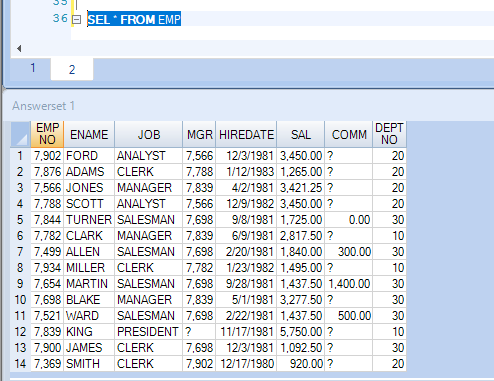 35
36 SEL * FROM EMP
1 2
Answerset 1
EMP NO ENAME JOB MGR HIREDATE SAL COMM DEPT NO
1 7,902 FORD ANALYST 7,566 12/3/1981 3,450.00 ? 20
2 7,876 ADAMS CLERK 7,788 1/12/1983 1,265.00 ? 20
3 7,566 JONES MANAGER 7,839 4/2/1981 3,421.25 ? 20
4 7,788 SCOTT ANALYST 7,566 12/9/1982 3,450.00 ? 20
5 7,844 TURNER SALESMAN 7,698 9/8/1981 1,725.00 0.00 30
6 7,782 CLARK MANAGER 7,839 6/9/1981 2,817.50 ? 10
7 7,499 ALLEN SALESMAN 7,698 2/20/1981 1,840.00 300.00 30
8 7,934 MILLER CLERK 7,782 1/23/1982 1,495.00 ? 10
9 7,654 MARTIN SALESMAN 7,698 9/28/1981 1,437.50 1,400.00 30
10 7,698 BLAKE MANAGER 7,839 5/1/1981 3,277.50 ? 30
11 7,521 WARD SALESMAN 7,698 2/22/1981 1,437.50 500.00 30
12 7,839 KING PRESIDENT ? 11/17/1981 5,750.00 ? 10
13 7,900 JAMES CLERK 7,698 12/3/1981 1,092.50 ? 30
14 7,369 SMITH CLERK 7,902 12/17/1980 920.00 ? 20